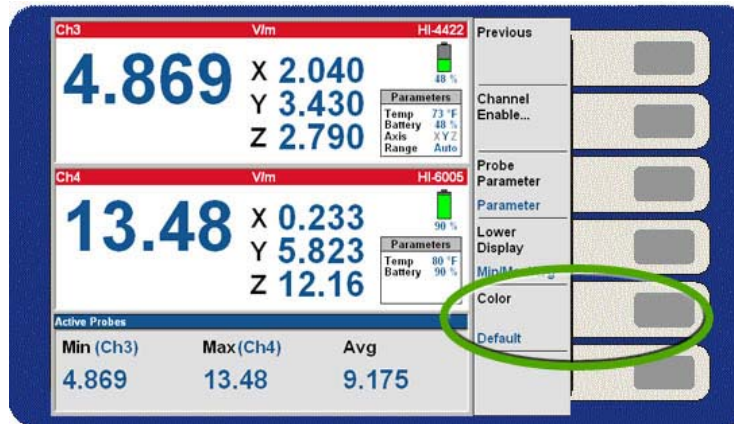 Ch3 V/m HI-4422
4.869
X 2.040
Y 3.430
Z 2.790
48 %
Parameters
Temp 73 °F
Battery 48 %
Axis X Y Z
Range Auto
Ch4 V/m HI-6005
13.48
X 0.233
Y 5.823
Z 12.16
90 %
Parameters
Temp 80 °F
Battery 90 %
Active Probes
Min (Ch3) Max(Ch4) Avg
4.869 13.48 9.175
Previous
Channel
Enable...
Probe
Parameter
Parameter
Lower
Display
Color
Default